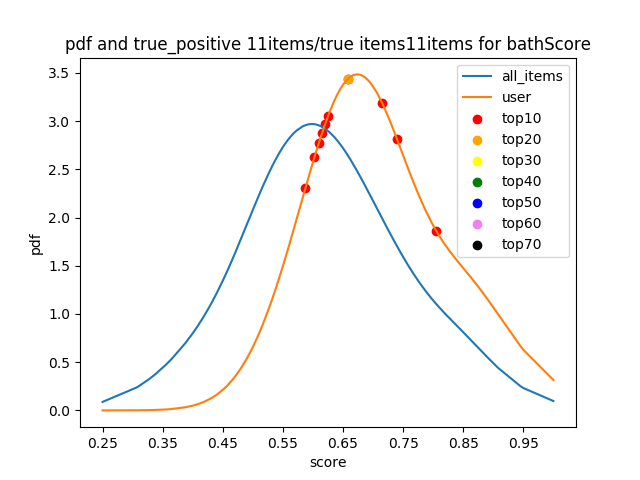 pdf and true_positive 11items/true items11items for bathScore
3.5
3.0
2.5
2.0
1.5
1.0
0.5
0.0
pdf
all_items
user
top10
top20
top30
top40
top50
top60
top70
0.25 0.35 0.45 0.55 0.65 0.75 0.85 0.95
score